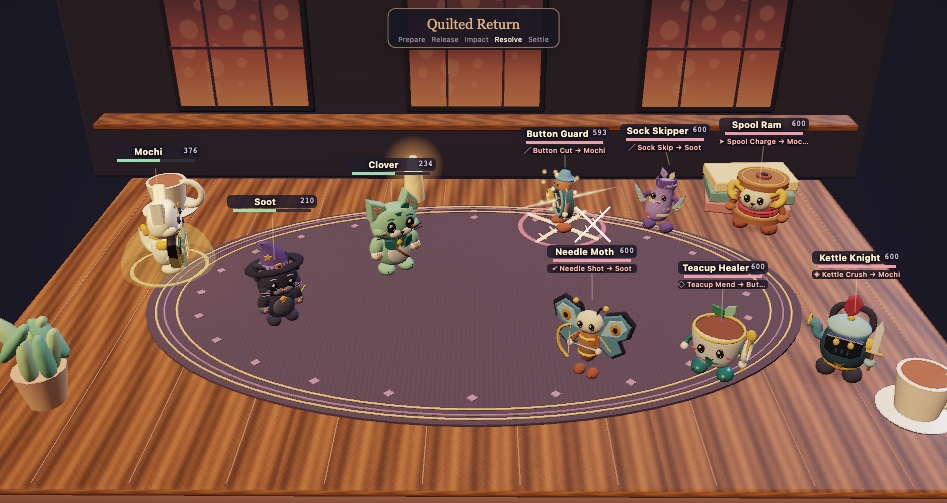 Quilted Return
Prepare Release Impact Resolve Settle
Mochi 376
Soot 210
Clover 234
Button Guard 593
Button Cut → Mochi
Sock Skipper 600
Sock Skip → Soot
Spool Ram 600
Spool Charge → Moc...
Needle Moth 600
Needle Shot → Soot
Teacup Healer 600
Teacup Mend → But...
Kettle Knight 600
Kettle Crush → Mochi